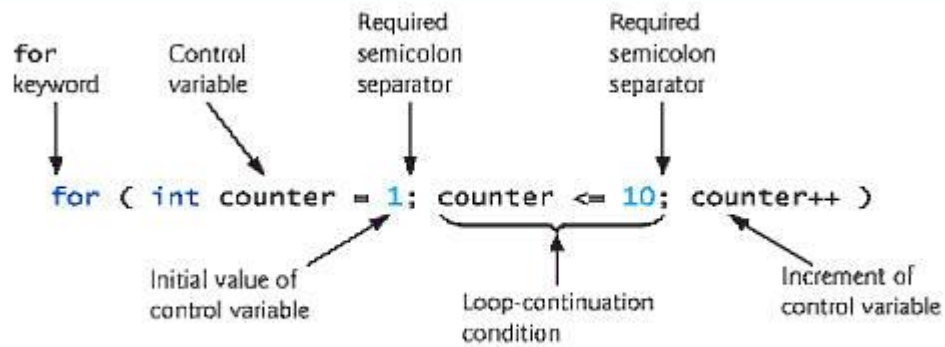 for
keyword
Control
variable
Required
semicolon
separator
Required
semicolon
separator
for ( int counter = 1; counter <= 10; counter++ )
Initial value of
control variable
Loop-continuation
condition
Increment of
control variable